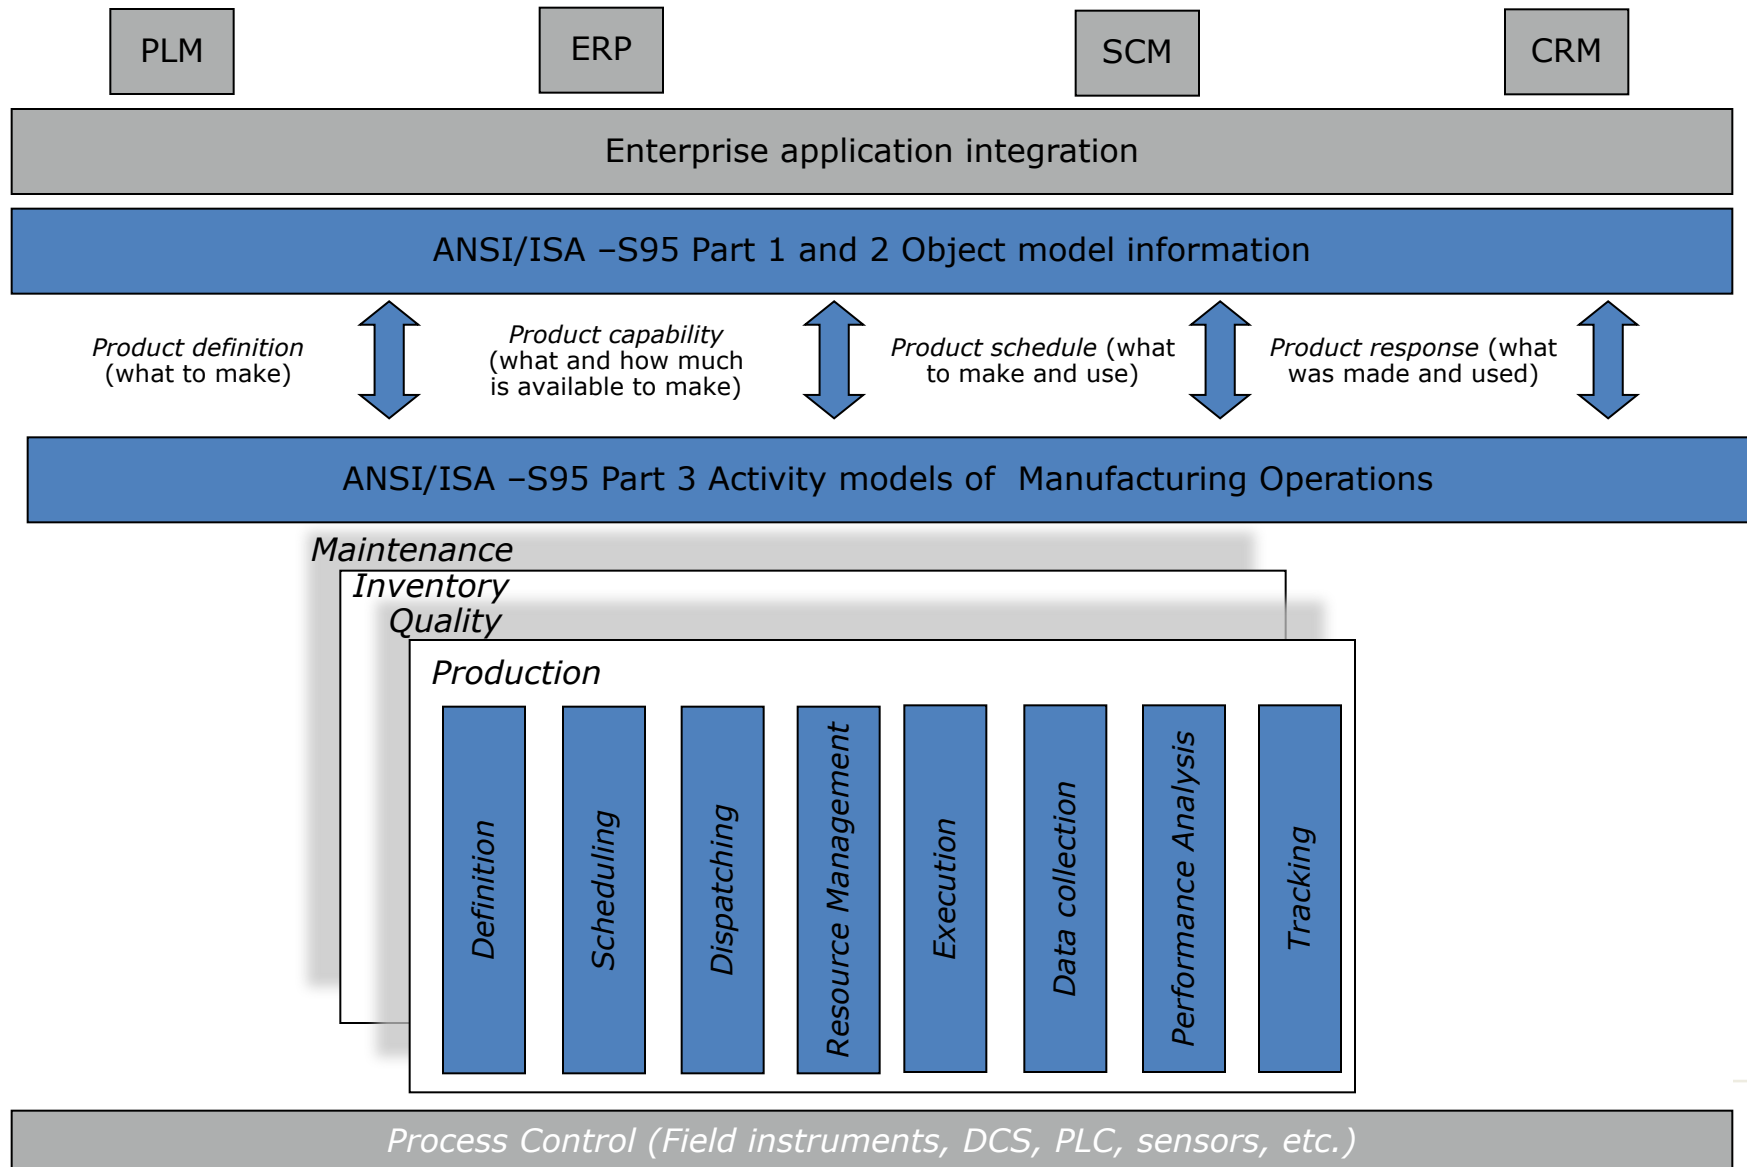 PLM
ERP
SCM
CRM
Enterprise application integration
ANSI/ISA –S95 Part 1 and 2 Object model information
Product definition
(what to make)
Product capability
(what and how much
is available to make)
Product schedule (what
to make and use)
Product response (what
was made and used)
ANSI/ISA –S95 Part 3 Activity models of  Manufacturing Operations
Maintenance
Inventory
Quality
Production
Definition
Scheduling
Dispatching
Resource Management
Execution
Data collection
Performance Analysis
Tracking
Process Control (Field instruments, DCS, PLC, sensors, etc.)